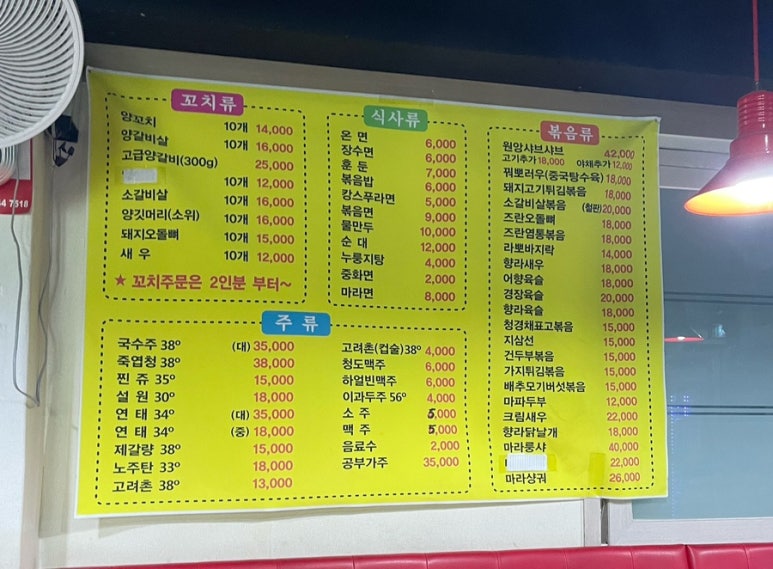 꼬치류
양꼬치 10개 14,000
양갈비살 10개 16,000
고급양갈비(300g) 25,000
10개 12,000
소갈비살 10개 16,000
양깃머리(소위) 10개 16,000
돼지오돌뼈 10개 15,000
새우 10개 12,000
★ 꼬치주문은 2인분 부터~
식사류
온면 6,000
장수면 6,000
훈둔 7,000
볶음밥 6,000
캉스푸라면 5,000
볶음면 9,000
물만두 10,000
순대 12,000
누룽지탕 4,000
중화면 2,000
마라면 8,000
볶음류
원앙샤브샤브 42,000
고기추가 18,000 야채추가 12,000
꿔뽀러우(중국탕수육) 18,000
돼지고기튀김볶음 18,000
소갈비살볶음 (철판)20,000
즈란오돌뼈 18,000
즈란염통볶음 18,000
라뽀바지락 14,000
향라새우 18,000
어향육슬 18,000
경장육슬 20,000
향라육슬 18,000
청경채표고볶음 15,000
지삼선 15,000
건두부볶음 15,000
가지튀김볶음 15,000
배추모기버섯볶음 15,000
마파두부 12,000
크림새우 22,000
향라닭날개 18,000
마라롱샤 40,000
22,000
마라샹궈 26,000
주류
국수주 38º (대) 35,000
죽엽청 38º 38,000
찐쥬 35º 15,000
설원 30º 18,000
연태 34º (대) 35,000
연태 34º (중) 18,000
제갈량 38º 15,000
노주탄 33º 18,000
고려촌 38º 13,000
고려촌(컵술)38º 4,000
청도맥주 6,000
하얼빈맥주 6,000
이과두주 56º 4,000
소주 5,000
맥주 5,000
음료수 2,000
공부가주 35,000